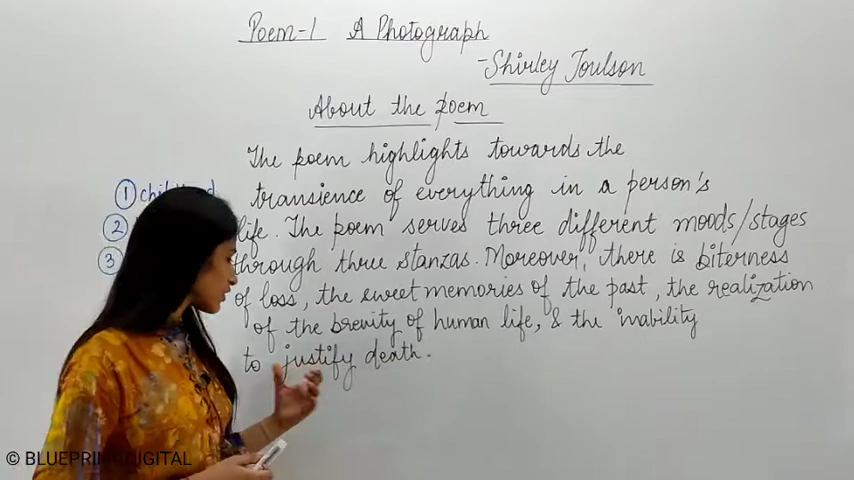 Poem-1 A Photograph
-Shirley Toulson
About the poem
The poem highlights towards the
transience of everything in a person's
life. The poem serves three different moods/stages
through three stanzas. Moreover, there is biterness
of loss, the sweet memories of the past, the realization
of the brevity of human life, & the inability
to justify death.
1
2
3
© BLUEPRINT DIGITAL